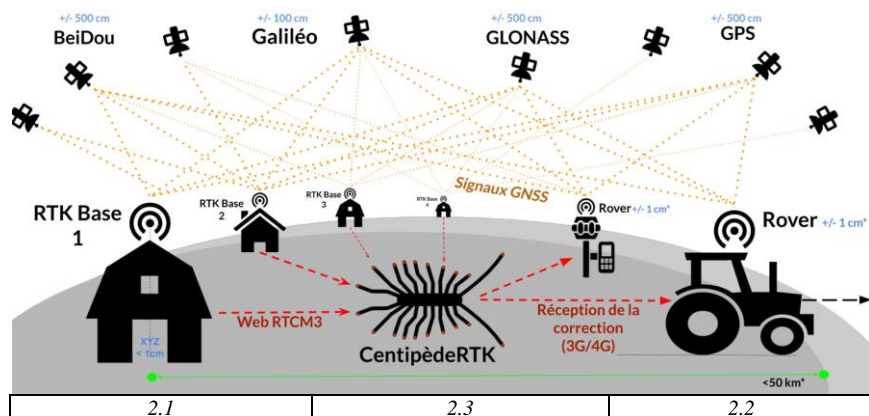 +/- 500 cm
BeiDou
+/- 100 cm
Galiléo
+/- 500cm
GLONASS
+/- 500 cm
GPS
Signaux GNSS
RTK Base
1
RTK Base
2
RTK Base
3
RTK Base
4
Rover +/- 1 cm*
Rover +/- 1 cm*
Web RTCM3
CentipèdeRTK
Réception de la
correction
(3G/4G)
XYZ
< 1cm
<50 km*
2.1
2.3
2.2